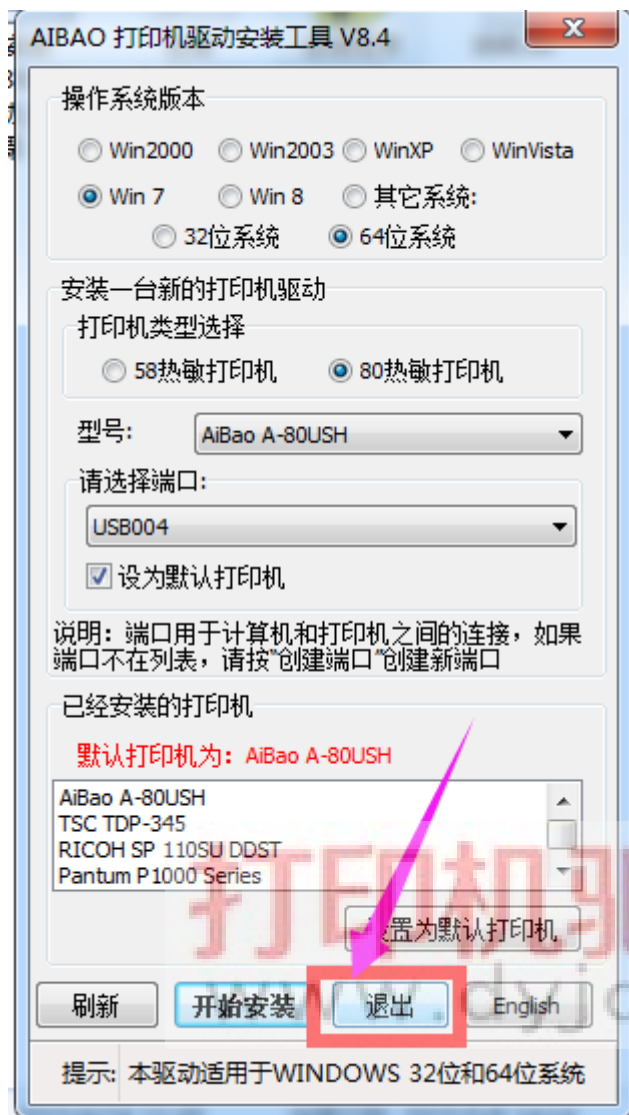 AIBAO 打印机驱动安装工具 V8.4
操作系统版本
Win2000 Win2003 WinXP WinVista
Win 7 Win 8 其它系统:
32位系统 64位系统
安装一台新的打印机驱动
打印机类型选择
58热敏打印机 80热敏打印机
型号: AiBao A-80USH
请选择端口:
USB004
设为默认打印机
说明：端口用于计算机和打印机之间的连接，如果
端口不在列表，请按"创建端口"创建新端口
已经安装的打印机
默认打印机为：AiBao A-80USH
AiBao A-80USH
TSC TDP-345
RICOH SP 110SU DDST
Pantum P1000 Series
打印机驱
设置为默认打印机
刷新 开始安装 退出 English
www.dyjc
提示: 本驱动适用于WINDOWS 32位和64位系统